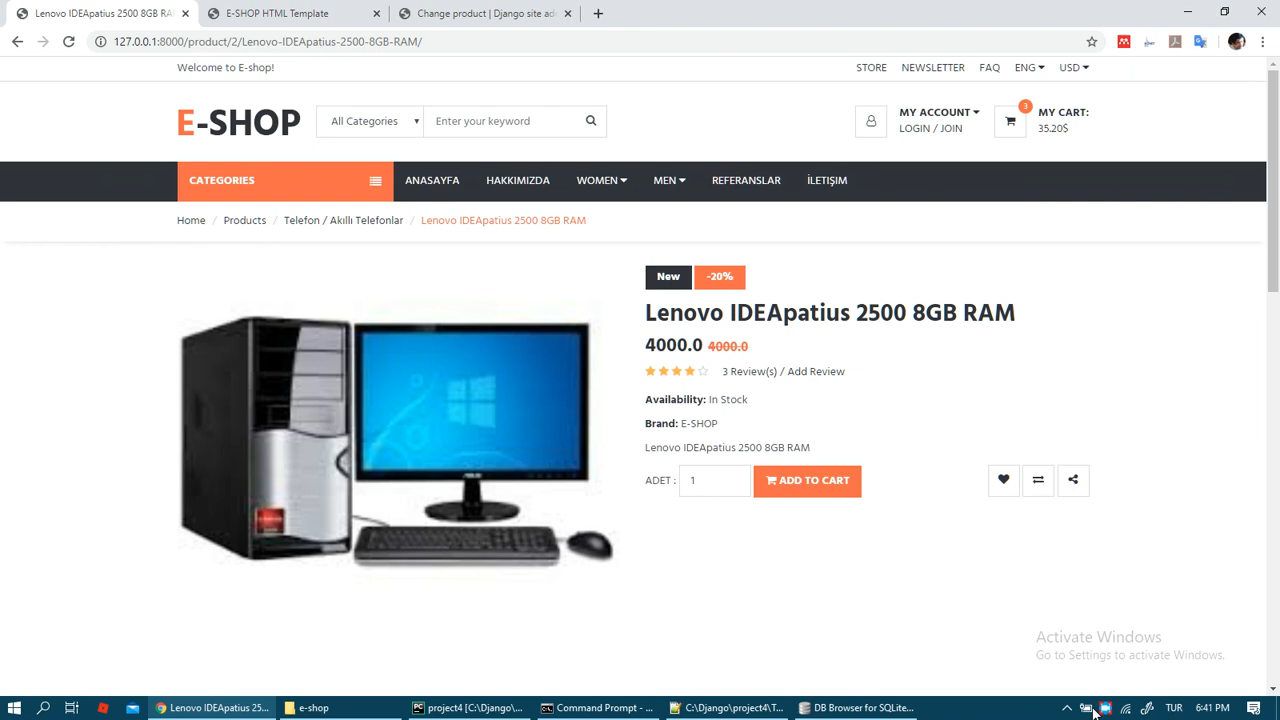 Lenovo IDEApatius 2500 8GB RA
E-SHOP HTML Template
Change product | Django site ad
127.0.0.1:8000/product/2/Lenovo-IDEApatius-2500-8GB-RAM/
Welcome to E-shop!
STORE NEWSLETTER FAQ ENG USD
E-SHOP
All Categories
Enter your keyword
MY ACCOUNT
LOGIN / JOIN
3
MY CART:
35.20$
CATEGORIES
ANASAYFA HAKKIMIZDA WOMEN MEN REFERANSLAR İLETIŞIM
Home / Products / Telefon / Akıllı Telefonlar / Lenovo IDEApatius 2500 8GB RAM
New -20%
Lenovo IDEApatius 2500 8GB RAM
4000.0 4000.0
3 Review(s) / Add Review
Availability: In Stock
Brand: E-SHOP
Lenovo IDEApatius 2500 8GB RAM
ADET : 1 ADD TO CART
Activate Windows
Go to Settings to activate Windows.
Lenovo IDEApatius 25...
e-shop
project4 [C:\Django\...
Command Prompt - ...
C:\Django\project4\T...
DB Browser for SQLite...
TUR
6:41 PM